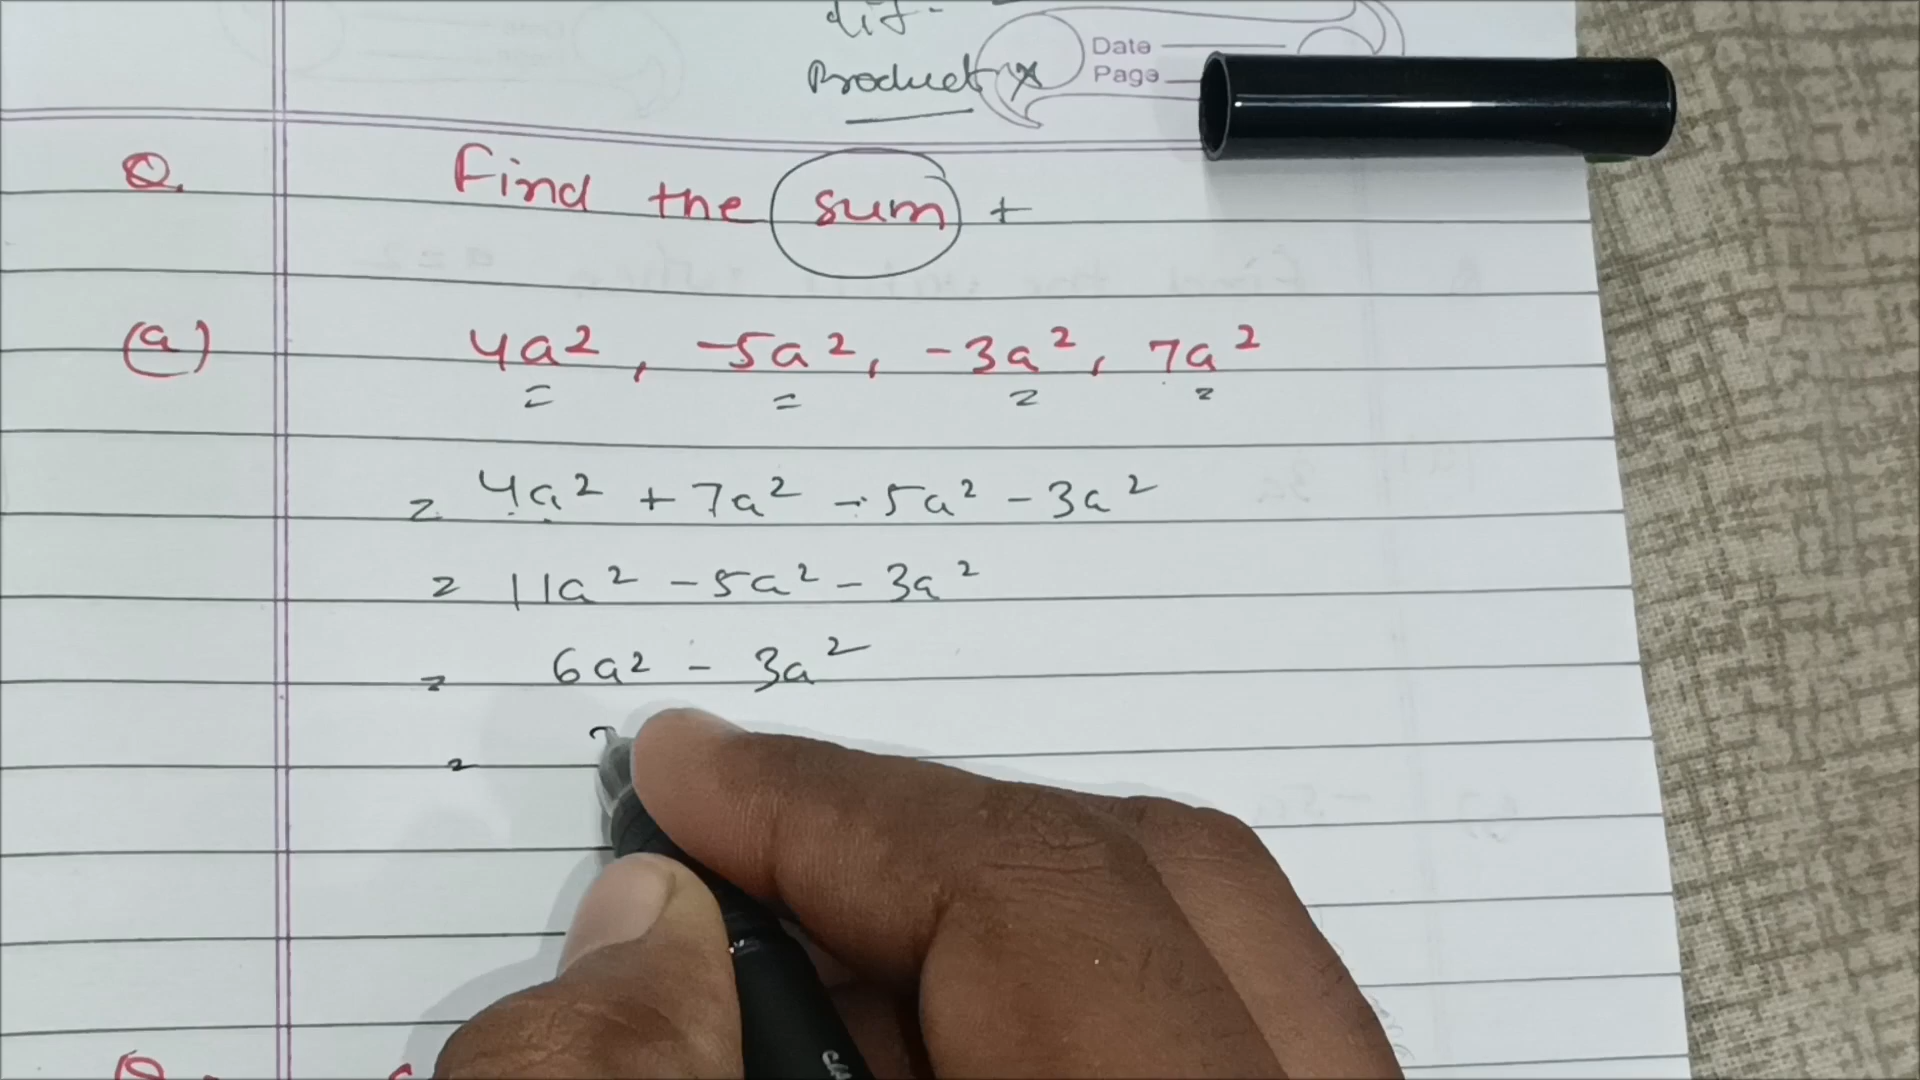 dif-
Product x
Date
Page
Q. Find the sum +
(a) 4a², -5a², -3a², 7a²
= 4a² + 7a² - 5a² - 3a²
= 11a² - 5a² - 3a²
= 6a² - 3a²
=
Q.